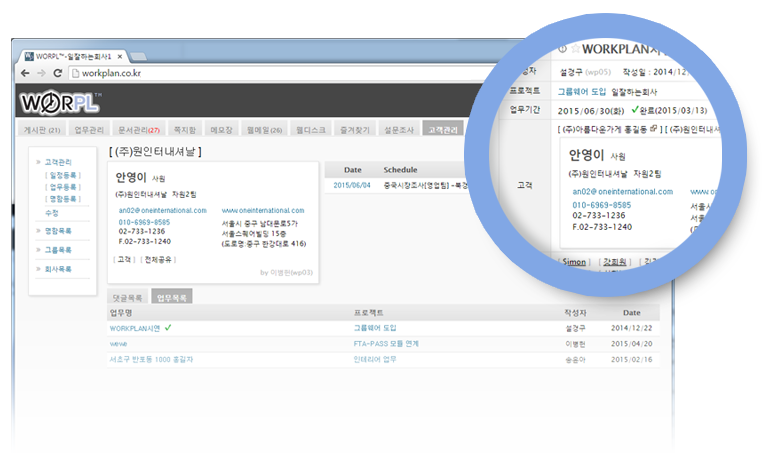 WORPL™-일잘하는회사1
workplan.co.kr
WORPL™
게시판 (21) 업무관리 문서관리(27) 쪽지함 메모장 웹메일(26) 웹디스크 즐겨찾기 설문조사 고객관리
» 고객관리
[ 일정등록 ]
[ 업무등록 ]
[ 명함등록 ]
수정
» 명함목록
» 그룹목록
» 회사목록
[ (주)원인터내셔날 ]
안영이 사원
(주)원인터내셔날 자원2팀
an02@oneinternational.com www.oneinternational.com
010-6969-8585 서울시 중구 남대문로5가
02-733-1236 서울스퀘어빌딩 15층
F.02-733-1240 (도로명:중구 한강대로 416)
[ 고객 ] [ 전체공유 ]
by 이병헌(wp03)
Date Schedule
2015/06/04 중국시장조사[영업팀] -북경
댓글목록 업무목록
업무명 프로젝트 작성자 Date
WORKPLAN시연 ✓ 그룹웨어 도입 설경구 2014/12/22
wewe FTA-PASS 모듈 연계 이병헌 2015/04/20
서초구 반포동 1000 홍길자 인테리어 업무 송윤아 2015/02/16
WORKPLAN시
설경구 (wp05) 작성일 : 2014/12
프로젝트 그룹웨어 도입 일잘하는회사
업무기간 2015/06/30(화) ✓완료(2015/03/13)
[ (주)아름다운가게 홍길동 ] [ (주)원인터내셔
고객
안영이 사원
(주)원인터내셔날 자원2팀
an02@oneinternational.com www.on
010-6969-8585 서울시
02-733-1236 서울스
F.02-733-1240 (도로
[ Simon ] [ 강회원 ]